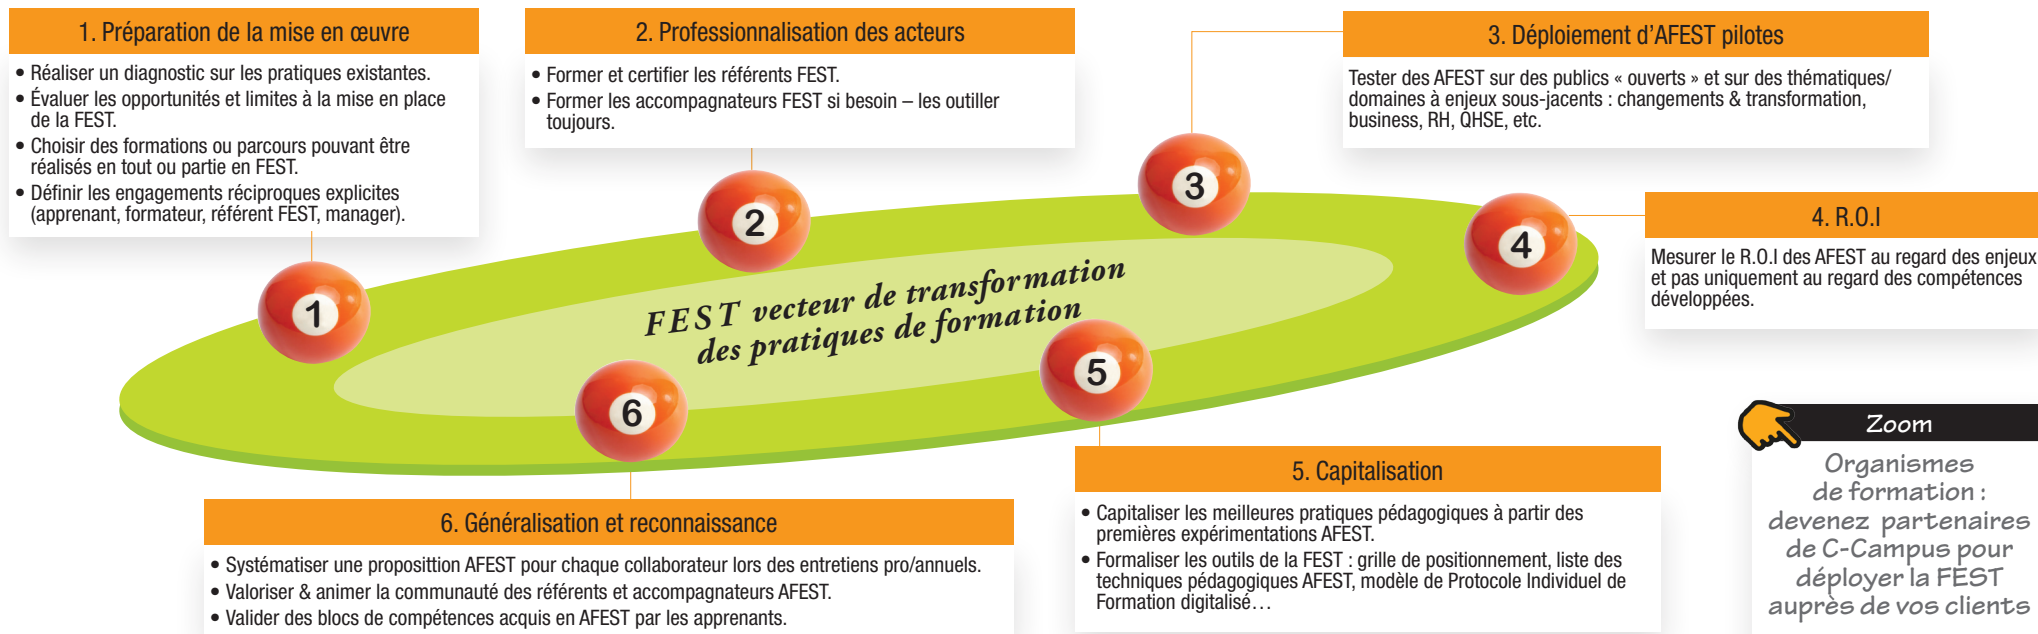 1. Préparation de la mise en œuvre
• Réaliser un diagnostic sur les pratiques existantes.
• Évaluer les opportunités et limites à la mise en place
de la FEST.
• Choisir des formations ou parcours pouvant être
réalisés en tout ou partie en FEST.
• Définir les engagements réciproques explicites
(apprenant, formateur, référent FEST, manager).
2. Professionnalisation des acteurs
• Former et certifier les référents FEST.
• Former les accompagnateurs FEST si besoin – les outiller
toujours.
3. Déploiement d’AFEST pilotes
Tester des AFEST sur des publics « ouverts » et sur des thématiques/
domaines à enjeux sous-jacents : changements & transformation,
business, RH, QHSE, etc.
4. R.O.I
Mesurer le R.O.I des AFEST au regard des enjeux
et pas uniquement au regard des compétences
développées.
1
2
3
4
5
6
FEST vecteur de transformation
des pratiques de formation
5. Capitalisation
• Capitaliser les meilleures pratiques pédagogiques à partir des
premières expérimentations AFEST.
• Formaliser les outils de la FEST : grille de positionnement, liste des
techniques pédagogiques AFEST, modèle de Protocole Individuel de
Formation digitalisé…
6. Généralisation et reconnaissance
• Systématiser une proposittion AFEST pour chaque collaborateur lors des entretiens pro/annuels.
• Valoriser & animer la communauté des référents et accompagnateurs AFEST.
• Valider des blocs de compétences acquis en AFEST par les apprenants.
Zoom
Organismes
de formation :
devenez partenaires
de C-Campus pour
déployer la FEST
auprès de vos clients